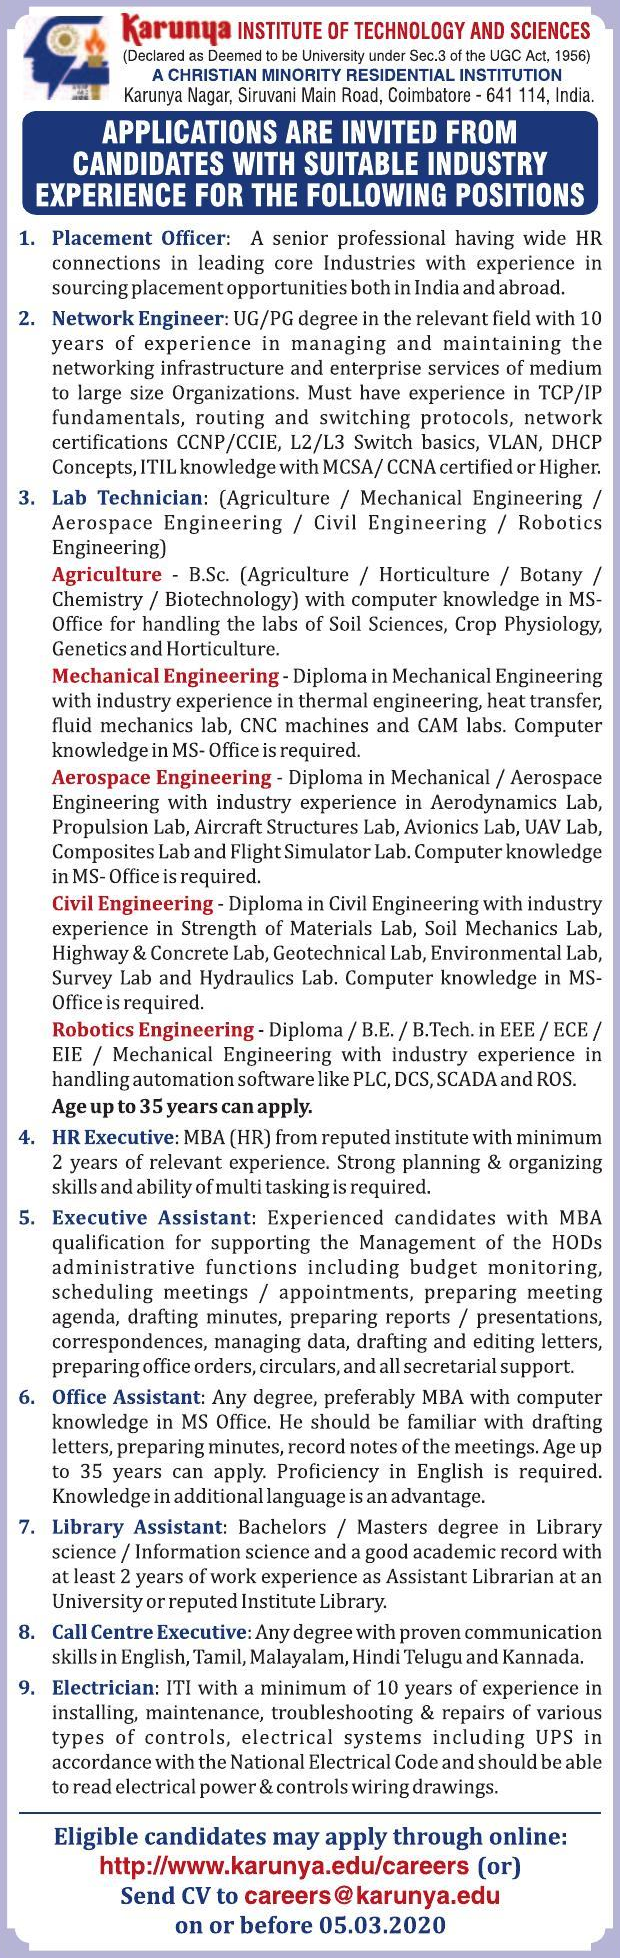 Karunya INSTITUTE OF TECHNOLOGY AND SCIENCES
(Declared as Deemed to be University under Sec.3 of the UGC Act, 1956)
A CHRISTIAN MINORITY RESIDENTIAL INSTITUTION
Karunya Nagar, Siruvani Main Road, Coimbatore - 641 114, India.
APPLICATIONS ARE INVITED FROM
CANDIDATES WITH SUITABLE INDUSTRY
EXPERIENCE FOR THE FOLLOWING POSITIONS
1. Placement Officer: A senior professional having wide HR
connections in leading core Industries with experience in
sourcing placement opportunities both in India and abroad.
2. Network Engineer: UG/PG degree in the relevant field with 10
years of experience in managing and maintaining the
networking infrastructure and enterprise services of medium
to large size Organizations. Must have experience in TCP/IP
fundamentals, routing and switching protocols, network
certifications CCNP/CCIE, L2/L3 Switch basics, VLAN, DHCP
Concepts, ITIL knowledge with MCSA/ CCNA certified or Higher.
3. Lab Technician: (Agriculture / Mechanical Engineering /
Aerospace Engineering / Civil Engineering / Robotics
Engineering)
Agriculture - B.Sc. (Agriculture / Horticulture / Botany /
Chemistry / Biotechnology) with computer knowledge in MS-
Office for handling the labs of Soil Sciences, Crop Physiology,
Genetics and Horticulture.
Mechanical Engineering - Diploma in Mechanical Engineering
with industry experience in thermal engineering, heat transfer,
fluid mechanics lab, CNC machines and CAM labs. Computer
knowledge in MS- Office is required.
Aerospace Engineering - Diploma in Mechanical / Aerospace
Engineering with industry experience in Aerodynamics Lab,
Propulsion Lab, Aircraft Structures Lab, Avionics Lab, UAV Lab,
Composites Lab and Flight Simulator Lab. Computer knowledge
in MS- Office is required.
Civil Engineering - Diploma in Civil Engineering with industry
experience in Strength of Materials Lab, Soil Mechanics Lab,
Highway & Concrete Lab, Geotechnical Lab, Environmental Lab,
Survey Lab and Hydraulics Lab. Computer knowledge in MS-
Office is required.
Robotics Engineering - Diploma / B.E. / B.Tech. in EEE / ECE /
EIE / Mechanical Engineering with industry experience in
handling automation software like PLC, DCS, SCADA and ROS.
Age up to 35 years can apply.
4. HR Executive: MBA (HR) from reputed institute with minimum
2 years of relevant experience. Strong planning & organizing
skills and ability of multi tasking is required.
5. Executive Assistant: Experienced candidates with MBA
qualification for supporting the Management of the HODs
administrative functions including budget monitoring,
scheduling meetings / appointments, preparing meeting
agenda, drafting minutes, preparing reports / presentations,
correspondences, managing data, drafting and editing letters,
preparing office orders, circulars, and all secretarial support.
6. Office Assistant: Any degree, preferably MBA with computer
knowledge in MS Office. He should be familiar with drafting
letters, preparing minutes, record notes of the meetings. Age up
to 35 years can apply. Proficiency in English is required.
Knowledge in additional language is an advantage.
7. Library Assistant: Bachelors / Masters degree in Library
science / Information science and a good academic record with
at least 2 years of work experience as Assistant Librarian at an
University or reputed Institute Library.
8. Call Centre Executive: Any degree with proven communication
skills in English, Tamil, Malayalam, Hindi Telugu and Kannada.
9. Electrician: ITI with a minimum of 10 years of experience in
installing, maintenance, troubleshooting & repairs of various
types of controls, electrical systems including UPS in
accordance with the National Electrical Code and should be able
to read electrical power & controls wiring drawings.
Eligible candidates may apply through online:
http://www.karunya.edu/careers (or)
Send CV to careers@karunya.edu
on or before 05.03.2020